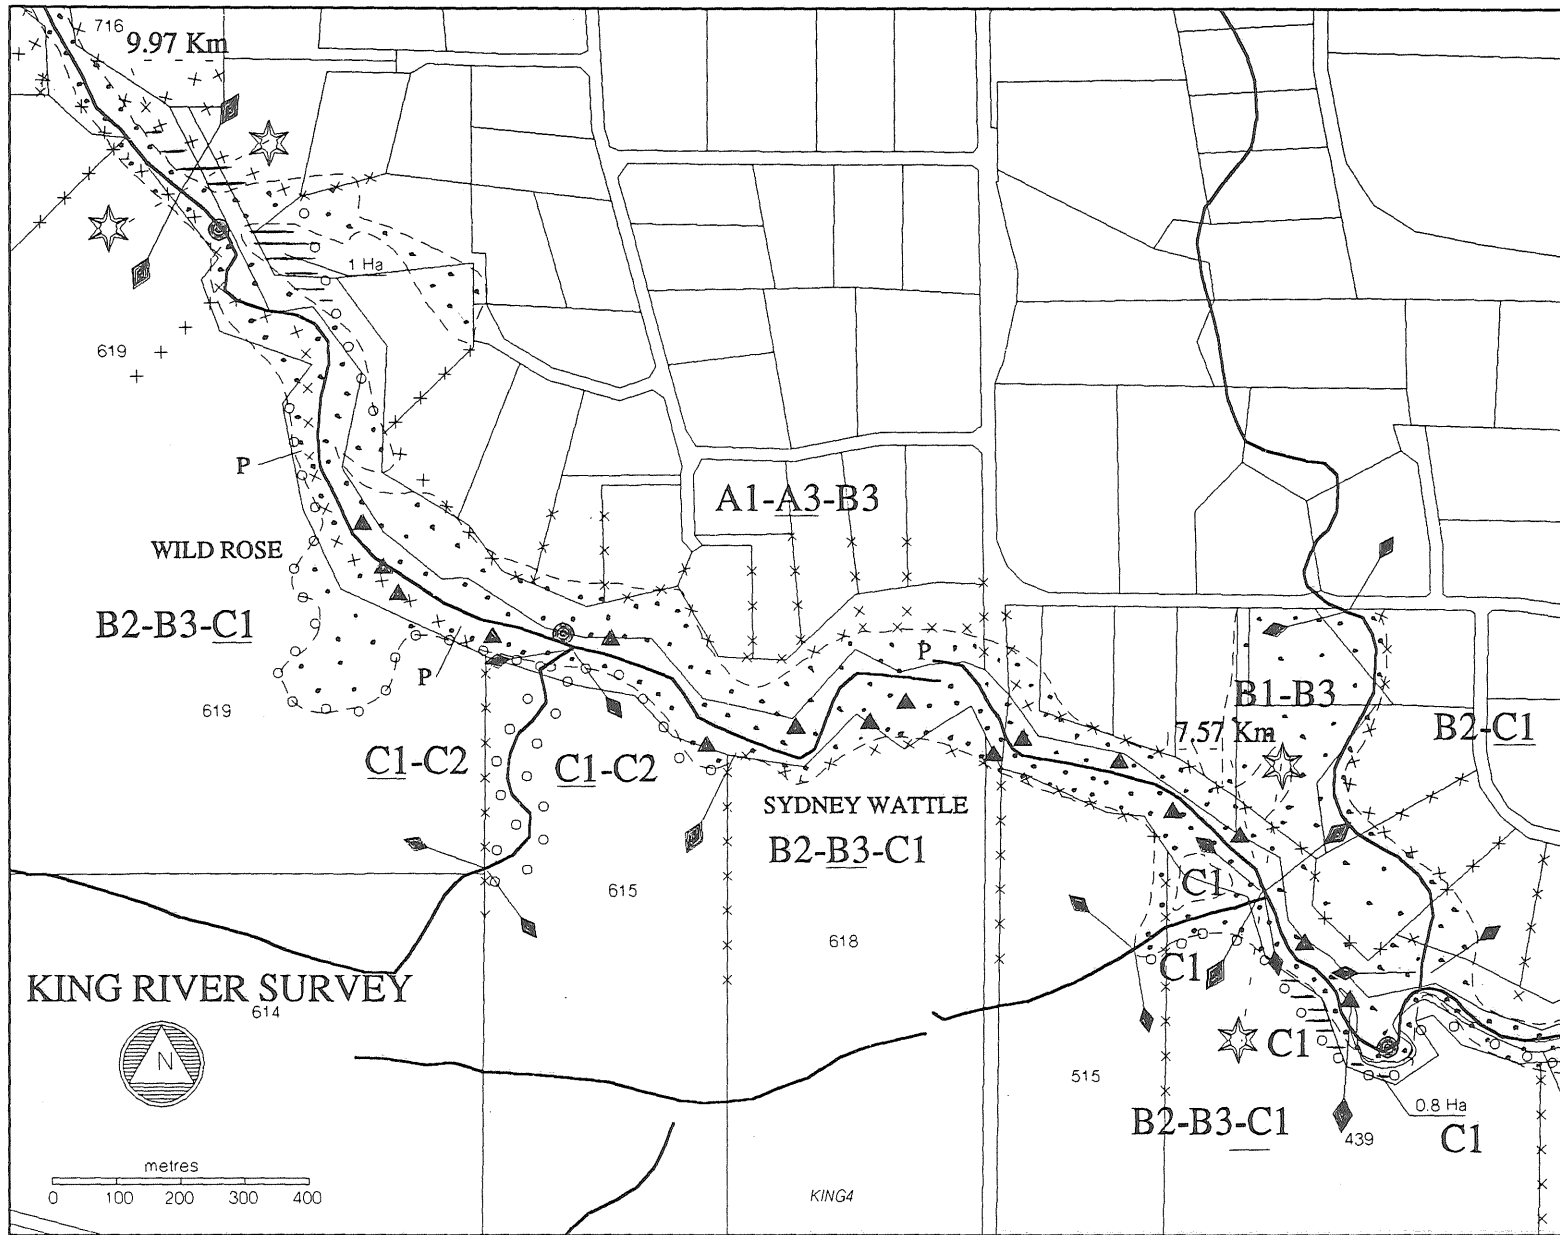 716
9.97 Km
1 Ha
619
P
A1-A3-B3
WILD ROSE
B2-B3-C1
P
P
619
B1-B3
7.57 Km
B2-C1
C1-C2
C1-C2
SYDNEY WATTLE
B2-B3-C1
615
C1
618
C1
KING RIVER SURVEY
614
N
C1
515
0.8 Ha
B2-B3-C1
439
C1
metres
0 100 200 300 400
KING4